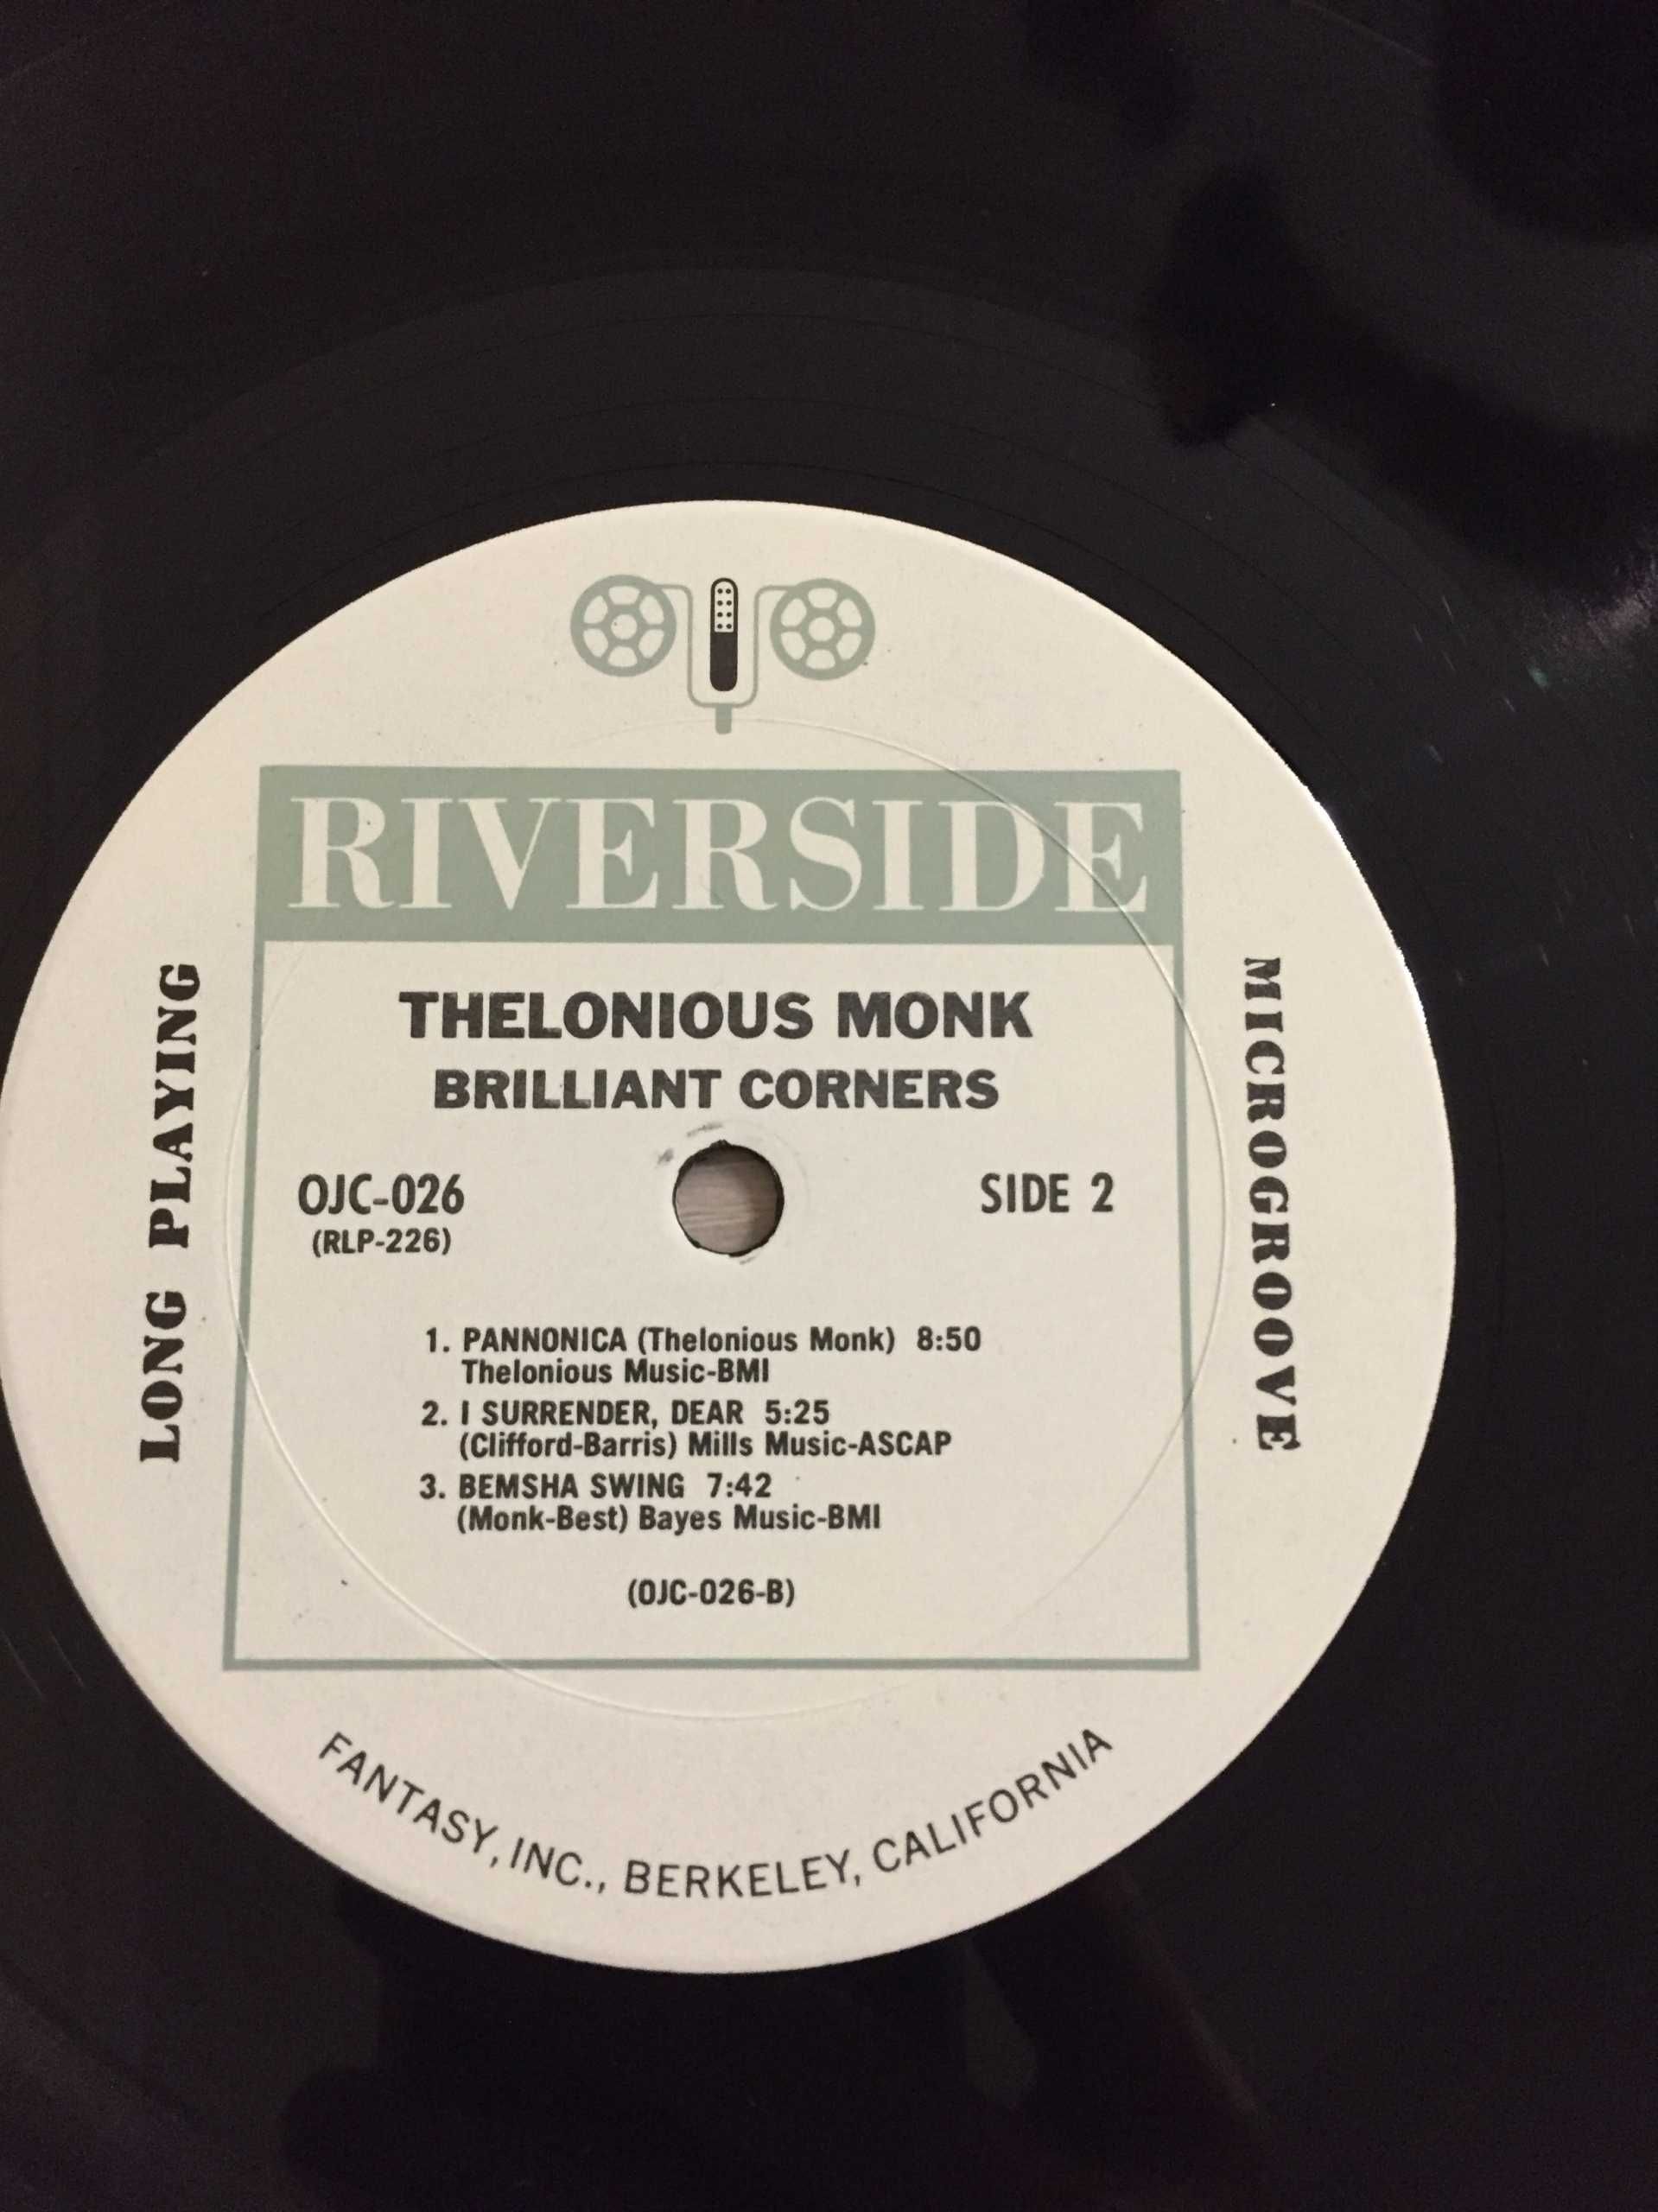 RIVERSIDE
THELONIOUS MONK
BRILLIANT CORNERS
OJC-026
(RLP-226)
SIDE 2
1. PANNONICA (Thelonious Monk) 8:50
Thelonious Music-BMI
2. I SURRENDER, DEAR 5:25
(Clifford-Barris) Mills Music-ASCAP
3. BEMSHA SWING 7:42
(Monk-Best) Bayes Music-BMI
(OJC-026-B)
LONG PLAYING
MICROGROOVE
FANTASY, INC., BERKELEY, CALIFORNIA